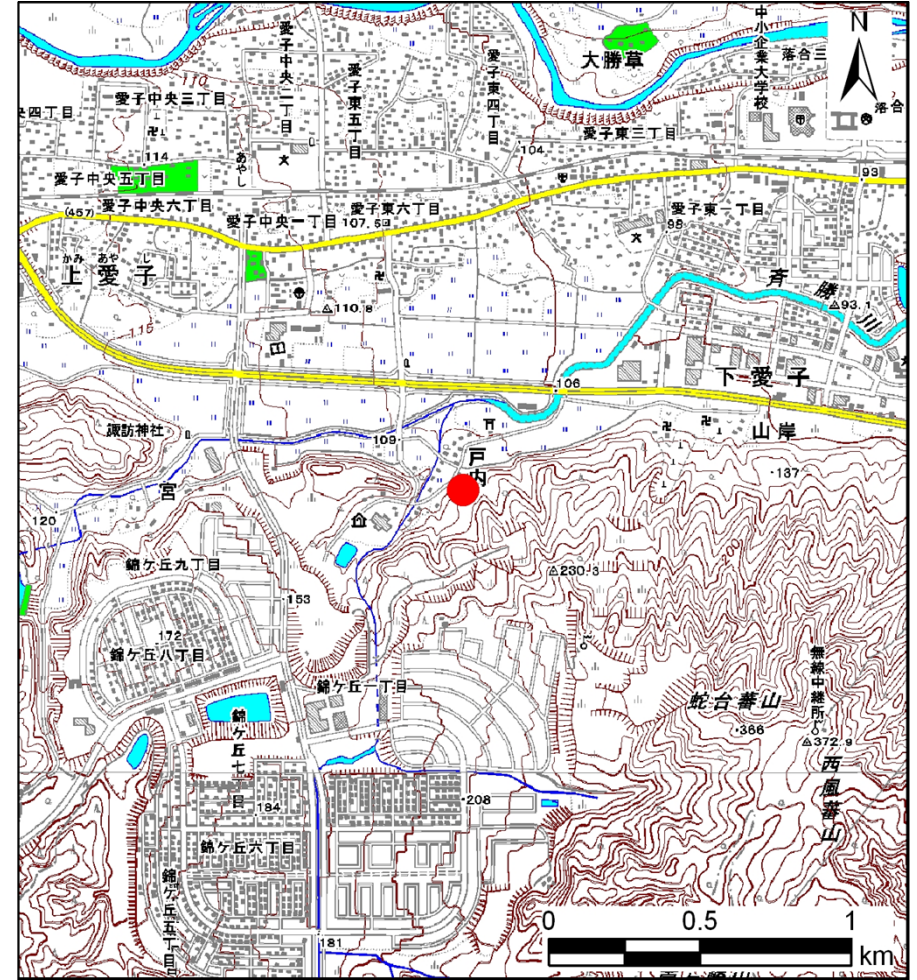 N
大勝草
落合三
中小企業大学校
落合
愛子中央二丁目
愛子東五丁目
愛子東四丁目
愛子中央三丁目
愛子東三丁目
110
あやし
104
114
93
愛子中央五丁目
愛子中央六丁目
愛子東六丁目
愛子東一丁目
(457)
愛子中央一丁目
107.5
98
かみ あや し
上愛子
斉勝川
93.1
110.8
115
106
下愛子
諏訪神社
109
山岸
戸内
137
宮
120
錦ケ丘九丁目
230.3
153
172
錦ケ丘八丁目
無線中継所
錦ケ丘一丁目
蛇台蕃山
366
372.9
錦ケ丘七丁目
西風蕃山
208
184
錦ケ丘六丁目
錦ケ丘五丁目
181
0 0.5 1
km